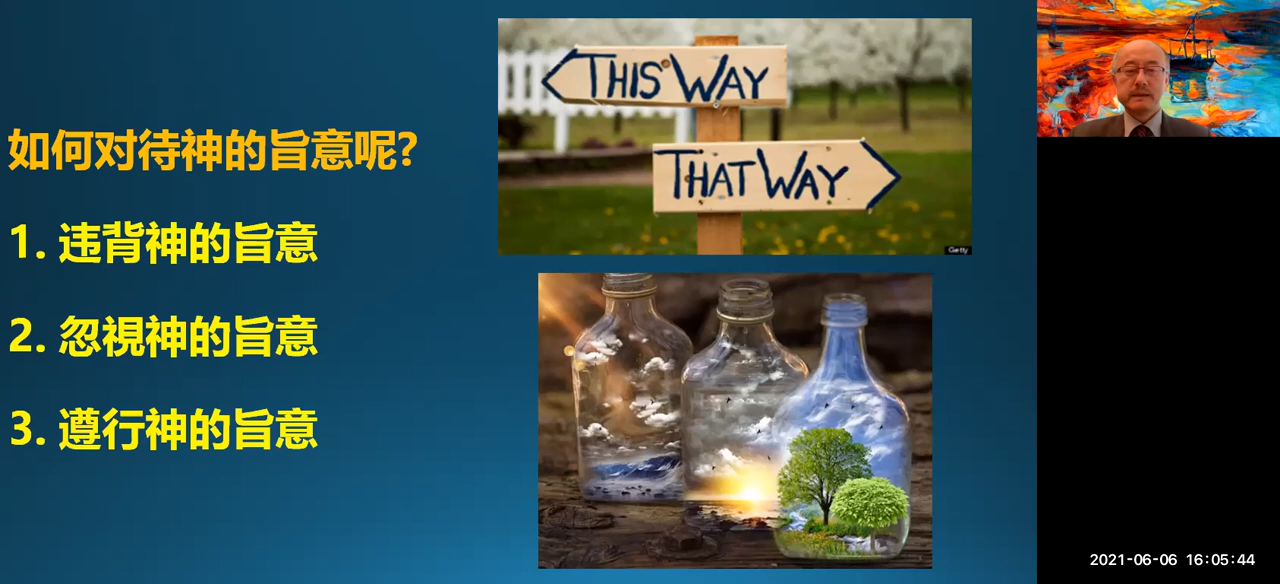 如何对待神的旨意呢?
1. 违背神的旨意
2. 忽視神的旨意
3. 遵行神的旨意
THIS WAY
THAT WAY
Getty
2021-06-06 16:05:44